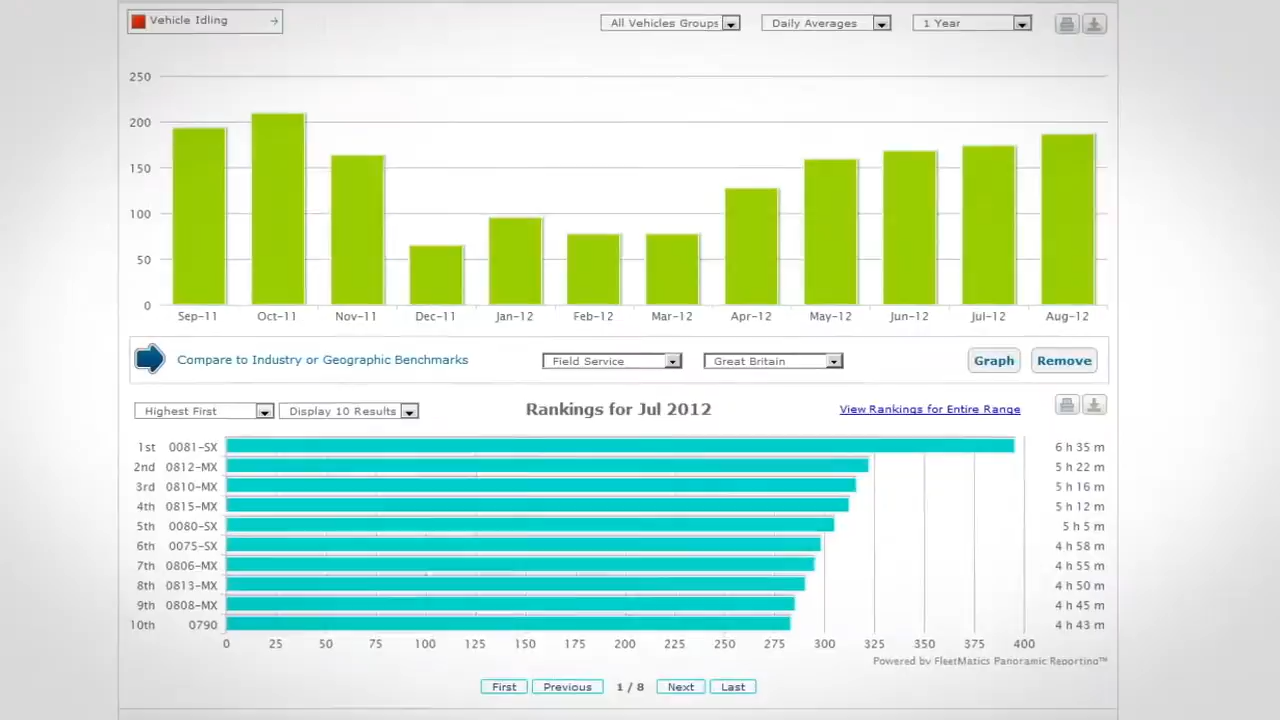 Vehicle Idling → All Vehicles Groups Daily Averages 1 Year
250
200
150
100
50
0
Sep-11 Oct-11 Nov-11 Dec-11 Jan-12 Feb-12 Mar-12 Apr-12 May-12 Jun-12 Jul-12 Aug-12
Compare to Industry or Geographic Benchmarks Field Service Great Britain Graph Remove
Highest First Display 10 Results Rankings for Jul 2012 View Rankings for Entire Range
1st 0081-SX 6 h 35 m
2nd 0812-MX 5 h 22 m
3rd 0810-MX 5 h 16 m
4th 0815-MX 5 h 12 m
5th 0080-SX 5 h 5 m
6th 0075-SX 4 h 58 m
7th 0806-MX 4 h 55 m
8th 0813-MX 4 h 50 m
9th 0808-MX 4 h 45 m
10th 0790 4 h 43 m
0 25 50 75 100 125 150 175 200 225 250 275 300 325 350 375 400
Powered by FleetMatics Panoramic Reporting™
First Previous 1 / 8 Next Last